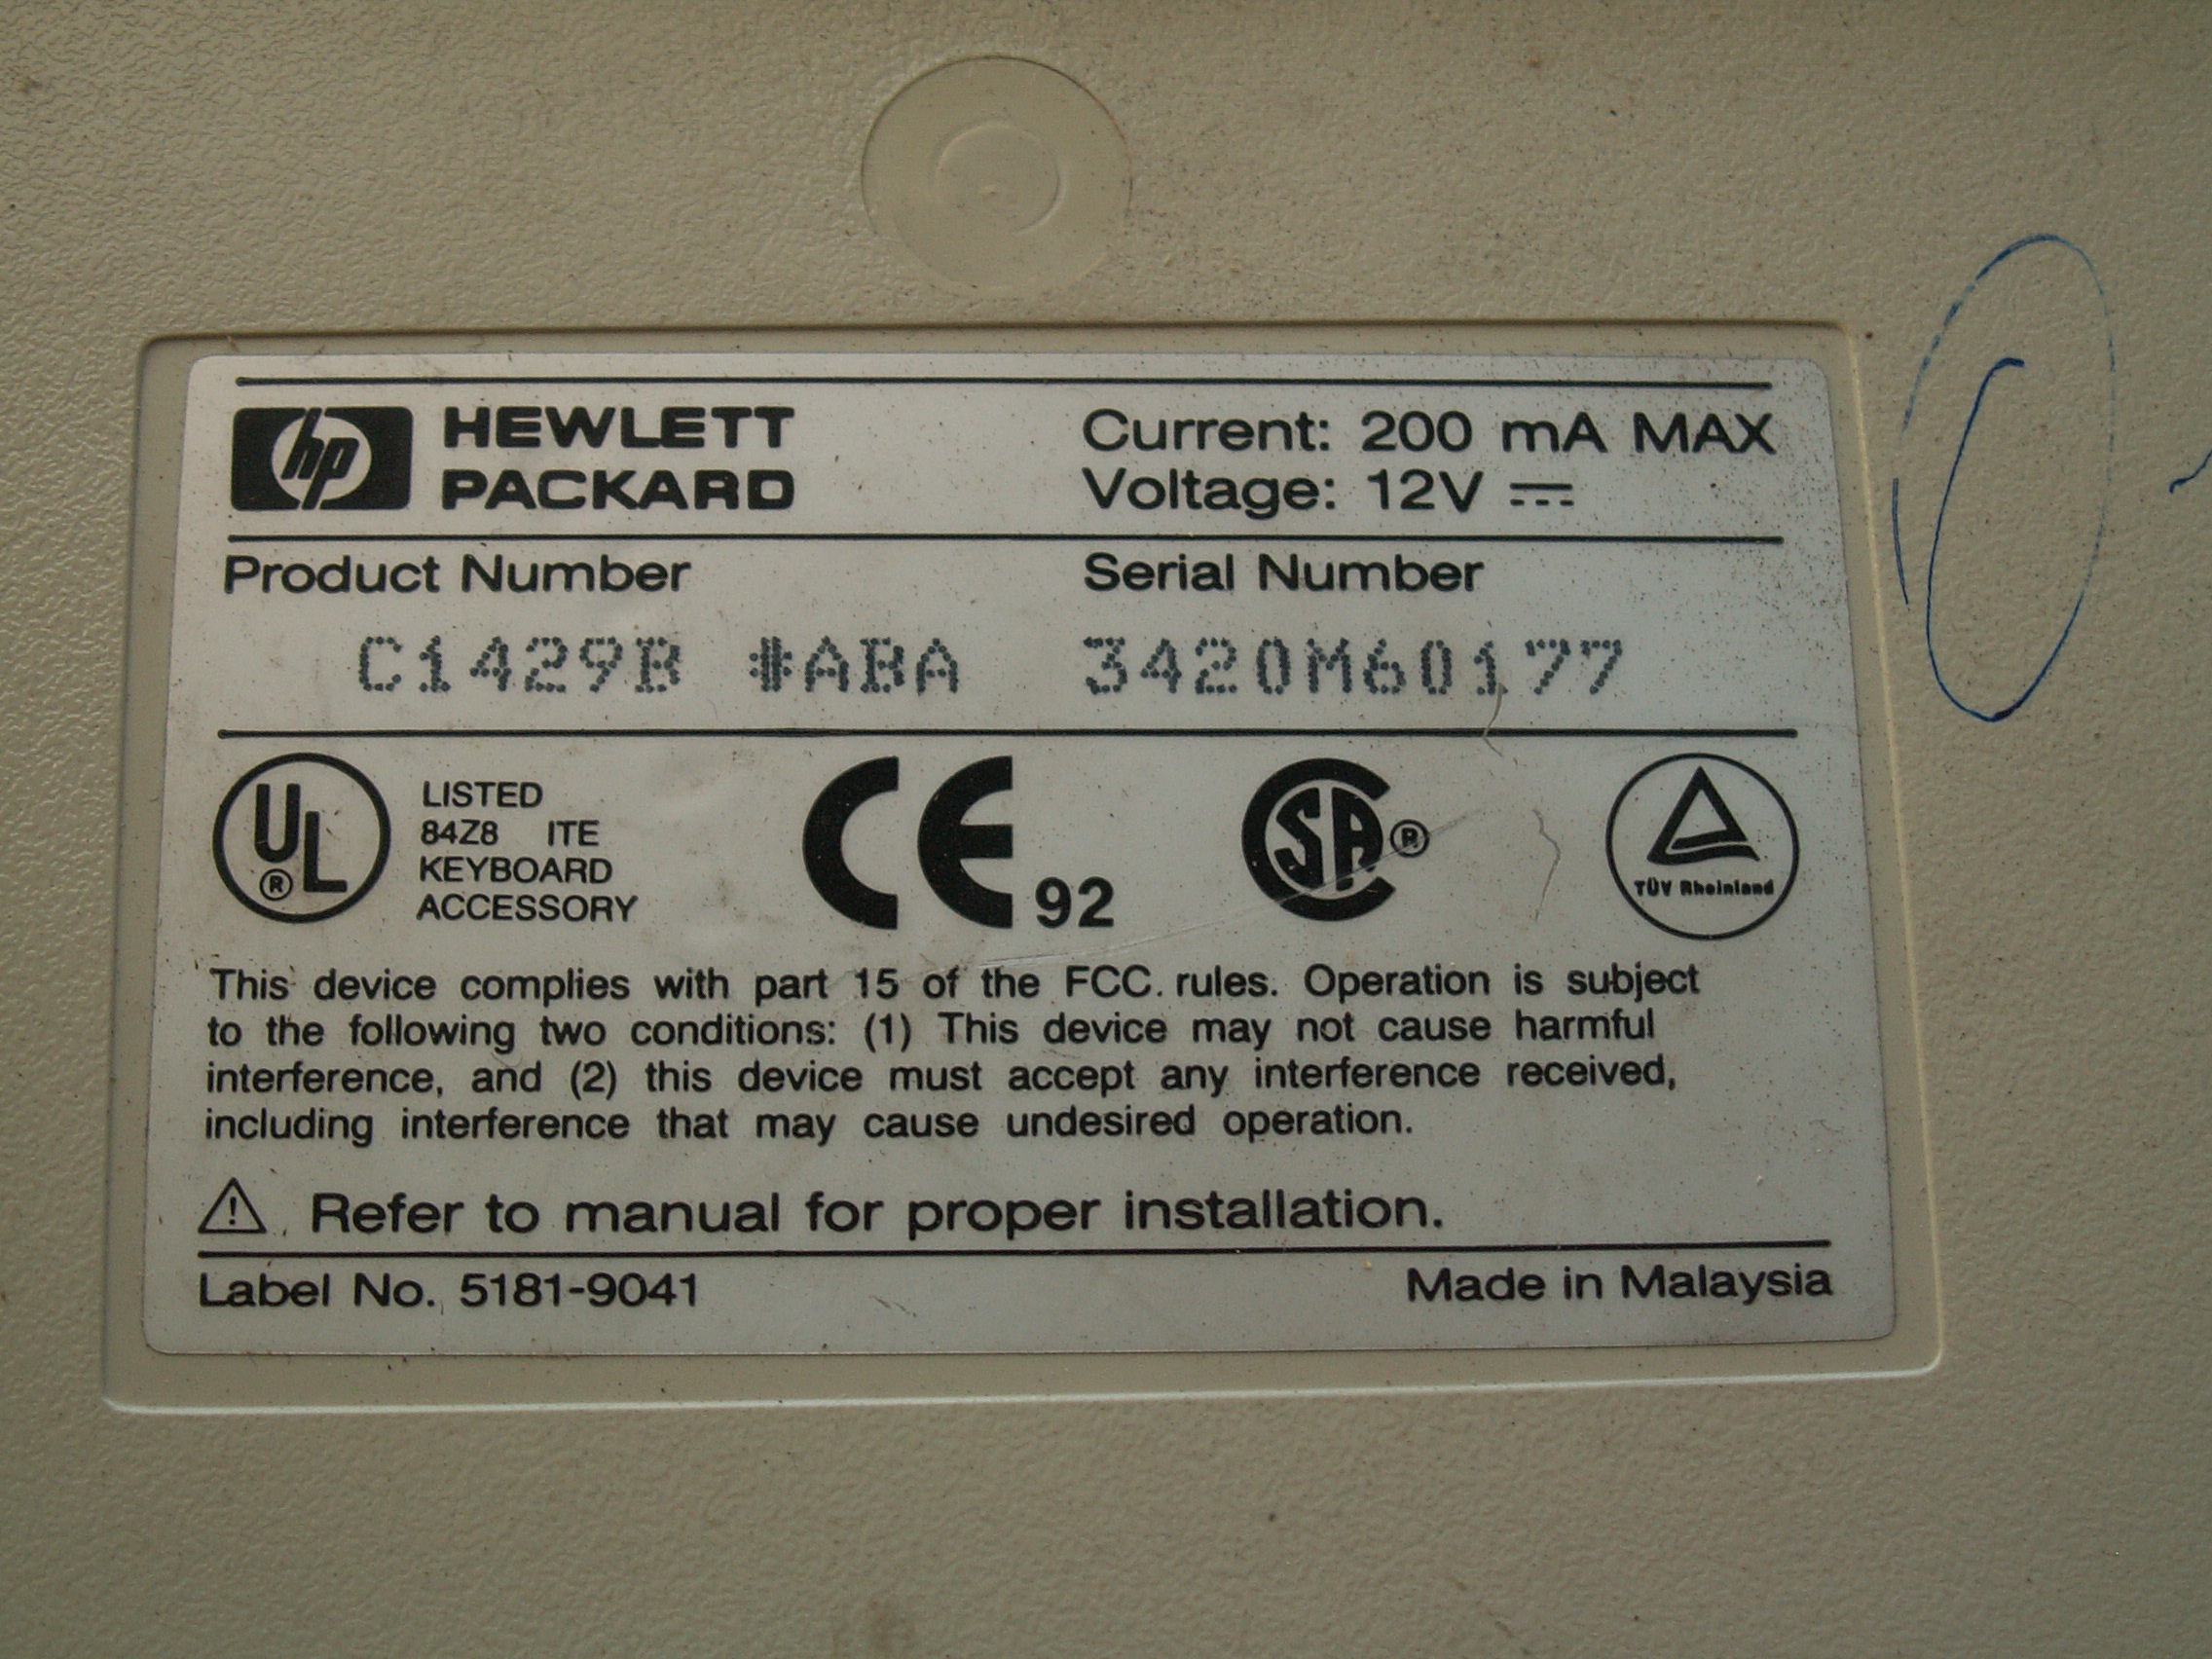 hp HEWLETT PACKARD
Current: 200 mA MAX
Voltage: 12V
Product Number
Serial Number
C1429B #ABA 3420M60177
UL ®
LISTED
84Z8 ITE
KEYBOARD
ACCESSORY
CE 92
CSA ®
TÜV Rheinland
This device complies with part 15 of the FCC rules. Operation is subject
to the following two conditions: (1) This device may not cause harmful
interference, and (2) this device must accept any interference received,
including interference that may cause undesired operation.
Refer to manual for proper installation.
Label No. 5181-9041
Made in Malaysia